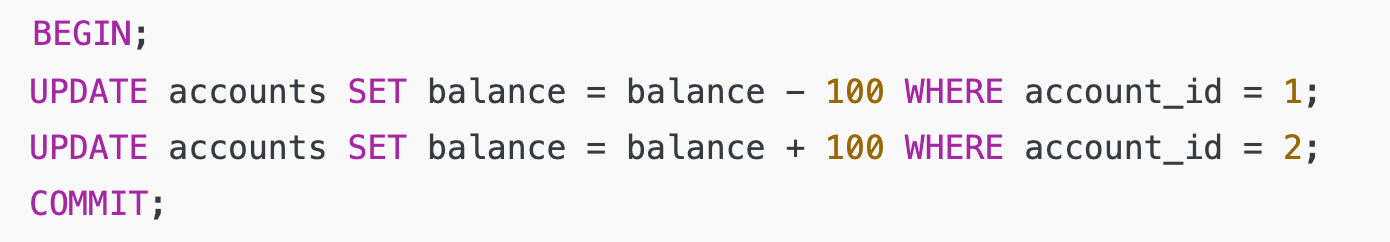 BEGIN;
UPDATE accounts SET balance = balance − 100 WHERE account_id = 1;
UPDATE accounts SET balance = balance + 100 WHERE account_id = 2;
COMMIT;